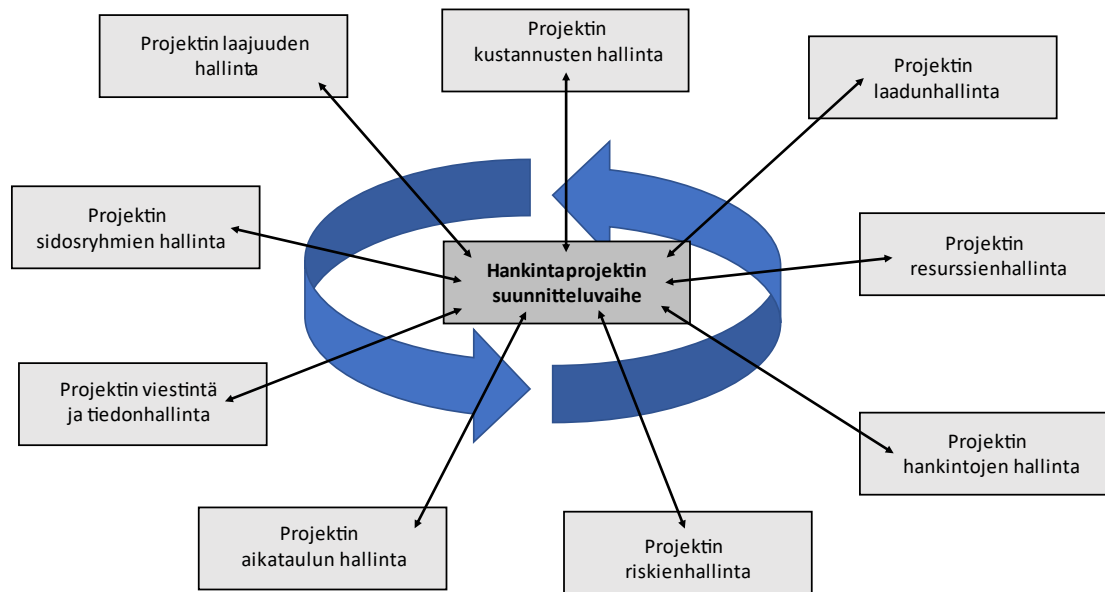 Projektin laajuuden
hallinta
Projektin
kustannusten hallinta
Projektin
laadunhallinta
Projektin
sidosryhmien hallinta
Hankintaprojektin
suunnitteluvaihe
Projektin
resurssienhallinta
Projektin viestintä
ja tiedonhallinta
Projektin
hankintojen hallinta
Projektin
aikataulun hallinta
Projektin
riskienhallinta